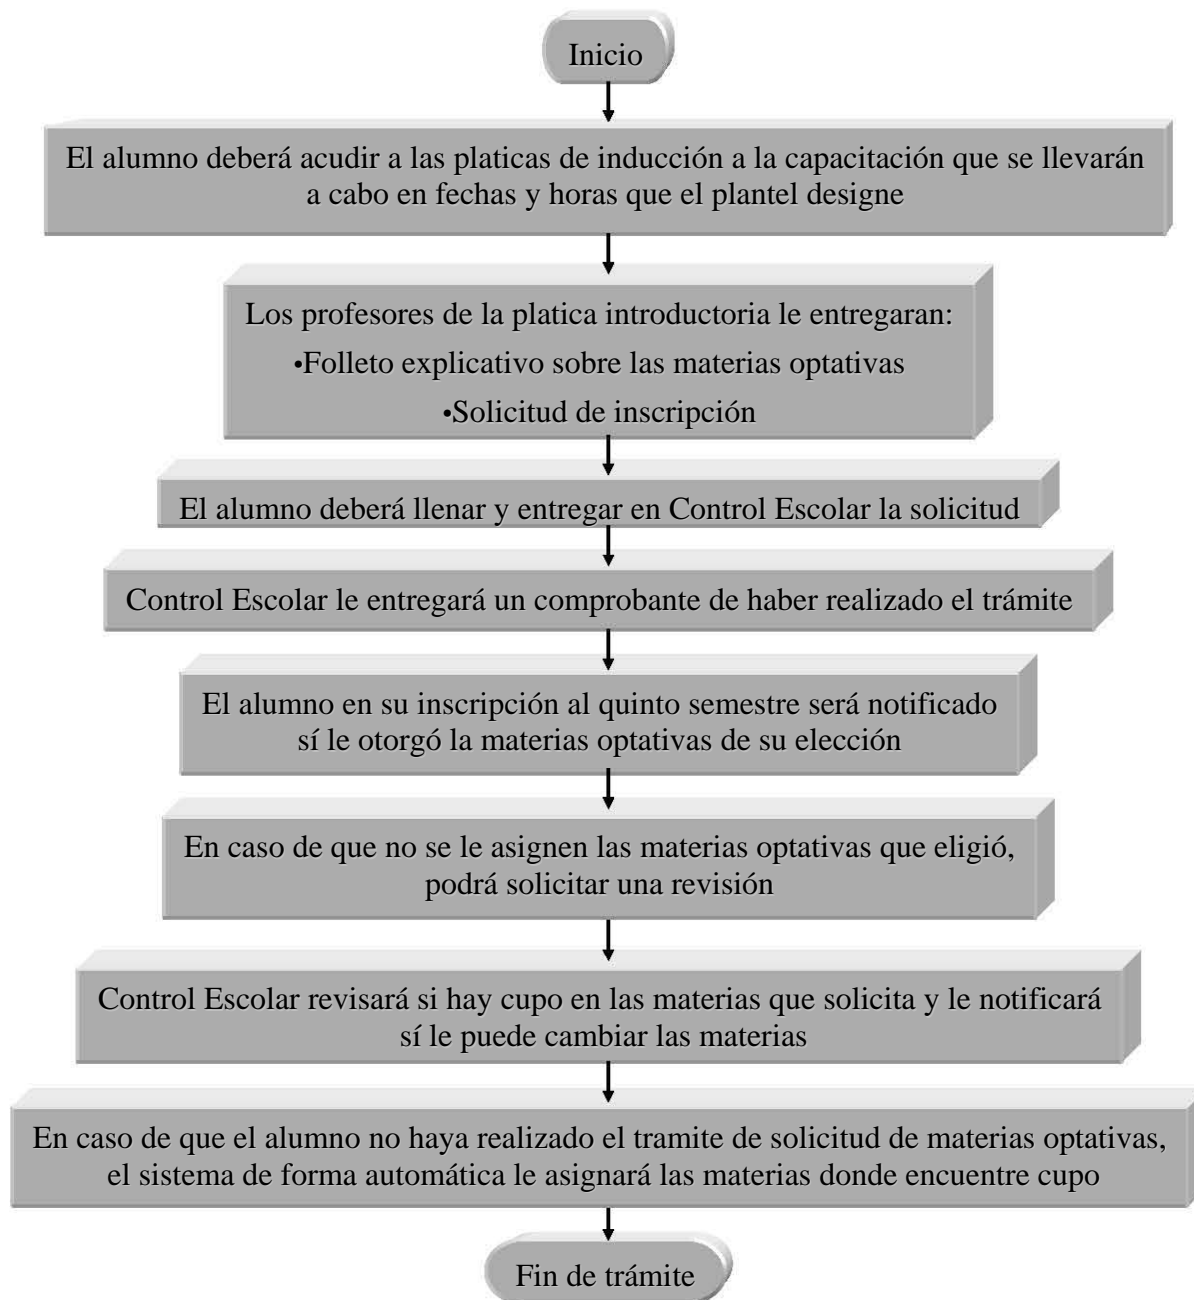 Inicio
El alumno deberá acudir a las platicas de inducción a la capacitación que se llevarán
a cabo en fechas y horas que el plantel designe
Los profesores de la platica introductoria le entregaran:
•Folleto explicativo sobre las materias optativas
•Solicitud de inscripción
El alumno deberá llenar y entregar en Control Escolar la solicitud
Control Escolar le entregará un comprobante de haber realizado el trámite
El alumno en su inscripción al quinto semestre será notificado
sí le otorgó la materias optativas de su elección
En caso de que no se le asignen las materias optativas que eligió,
podrá solicitar una revisión
Control Escolar revisará si hay cupo en las materias que solicita y le notificará
sí le puede cambiar las materias
En caso de que el alumno no haya realizado el tramite de solicitud de materias optativas,
el sistema de forma automática le asignará las materias donde encuentre cupo
Fin de trámite